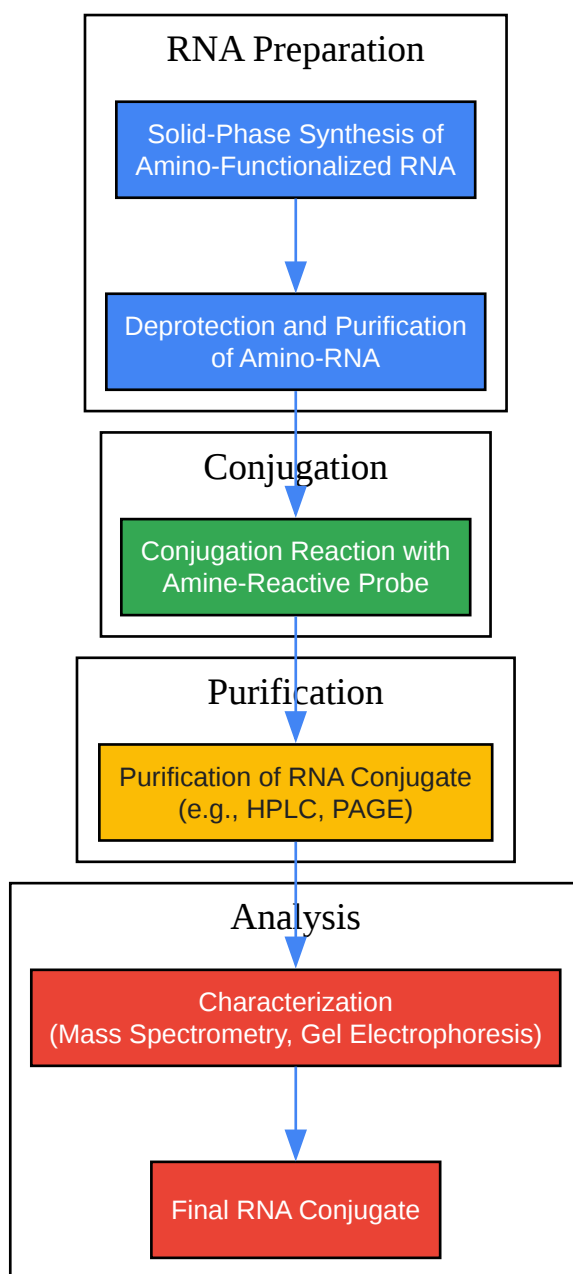 RNA Preparation
Solid-Phase Synthesis of
Amino-Functionalized RNA
Deprotection and Purification
of Amino-RNA
Conjugation
Conjugation Reaction with
Amine-Reactive Probe
Purification
Purification of RNA Conjugate
(e.g., HPLC, PAGE)
Analysis
Characterization
(Mass Spectrometry, Gel Electrophoresis)
Final RNA Conjugate